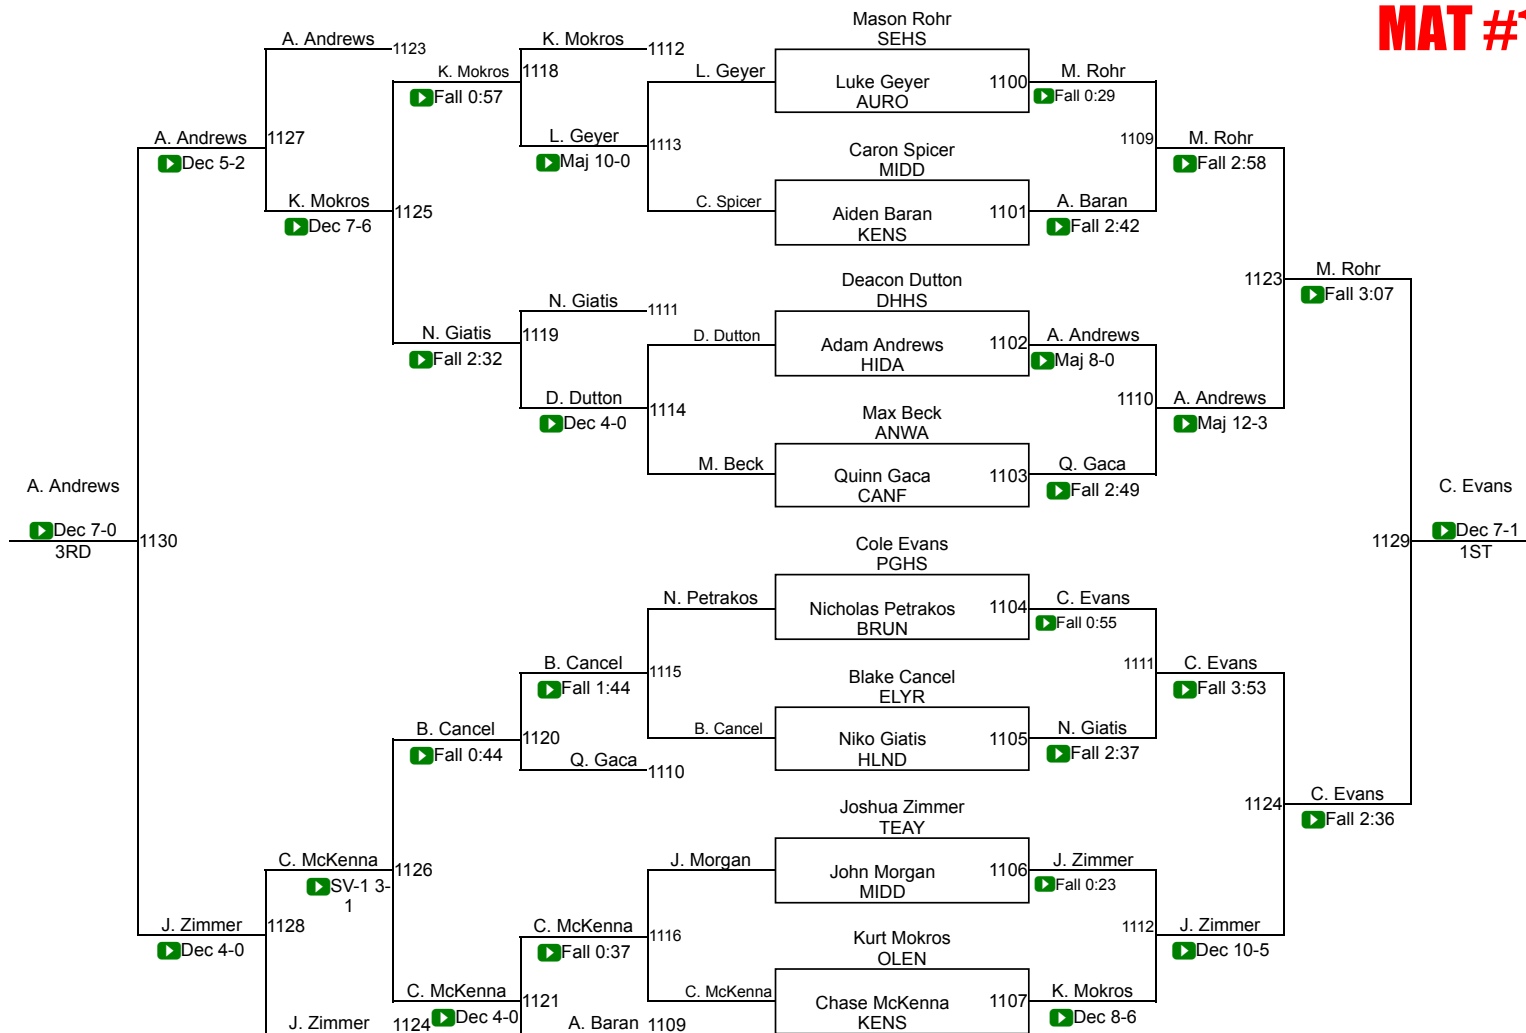 MAT #1
Mason Rohr
SEHS
A. Andrews
1123
K. Mokros
1112
K. Mokros
1118
L. Geyer
Luke Geyer
1100
M. Rohr
Fall 0:57
AURO
Fall 0:29
A. Andrews
1127
L. Geyer
1113
Caron Spicer
1109
M. Rohr
Dec 5-2
Maj 10-0
MIDD
Fall 2:58
K. Mokros
1125
C. Spicer
Aiden Baran
1101
A. Baran
Dec 7-6
KENS
Fall 2:42
Deacon Dutton
1123
M. Rohr
DHHS
Fall 3:07
N. Giatis
1111
N. Giatis
1119
D. Dutton
Adam Andrews
1102
A. Andrews
Fall 2:32
HIDA
Maj 8-0
D. Dutton
1114
Max Beck
1110
A. Andrews
Dec 4-0
ANWA
Maj 12-3
M. Beck
Quinn Gaca
1103
Q. Gaca
CANF
Fall 2:49
A. Andrews
C. Evans
Dec 7-0
1130
1129
Dec 7-1
3RD
1ST
Cole Evans
PGHS
N. Petrakos
Nicholas Petrakos
1104
C. Evans
BRUN
Fall 0:55
B. Cancel
1115
Blake Cancel
1111
C. Evans
Fall 1:44
ELYR
Fall 3:53
B. Cancel
1120
B. Cancel
Niko Giatis
1105
N. Giatis
Fall 0:44
HLND
Fall 2:37
Q. Gaca
1110
Joshua Zimmer
1124
C. Evans
TEAY
Fall 2:36
C. McKenna
1126
J. Morgan
John Morgan
1106
J. Zimmer
SV-1 3-
1
MIDD
Fall 0:23
J. Zimmer
1128
C. McKenna
1116
Kurt Mokros
1112
J. Zimmer
Dec 4-0
Fall 0:37
OLEN
Dec 10-5
C. McKenna
1121
C. McKenna
Chase McKenna
1107
K. Mokros
J. Zimmer
1124
Dec 4-0
A. Baran
1109
KENS
Dec 8-6